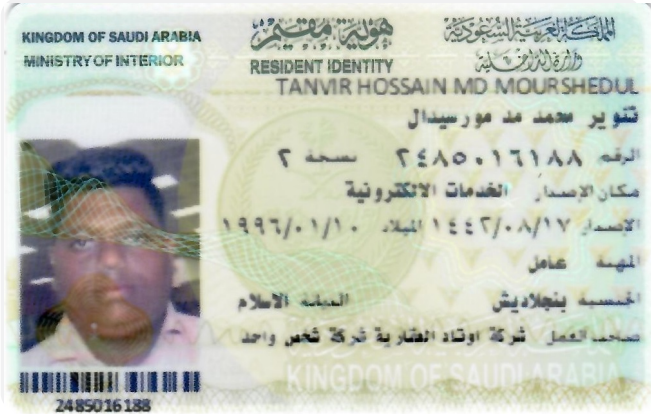 KINGDOM OF SAUDI ARABIA
MINISTRY OF INTERIOR
هوية مقيم
RESIDENT IDENTITY
المملكة العربية السعودية
وزارة الداخلية
TANVIR HOSSAIN MD MOURSHEDUL
تنوير محمد مد مورسيدال
الرقم ٢٤٨٥٠١٦١٨٨ نسخة ٢
مكان الإصدار الخدمات الالكترونية
الإصدار ١٤٤٢/٠٨/١٧ الميلاد ١٩٩٦/٠١/١٠
المهنة عامل
الجنسية بنجلاديش الديانة الاسلام
صاحب العمل شركة اوتاد العقارية شركة شخص واحد
KINGDOM OF SAUDI ARABIA
2485016188